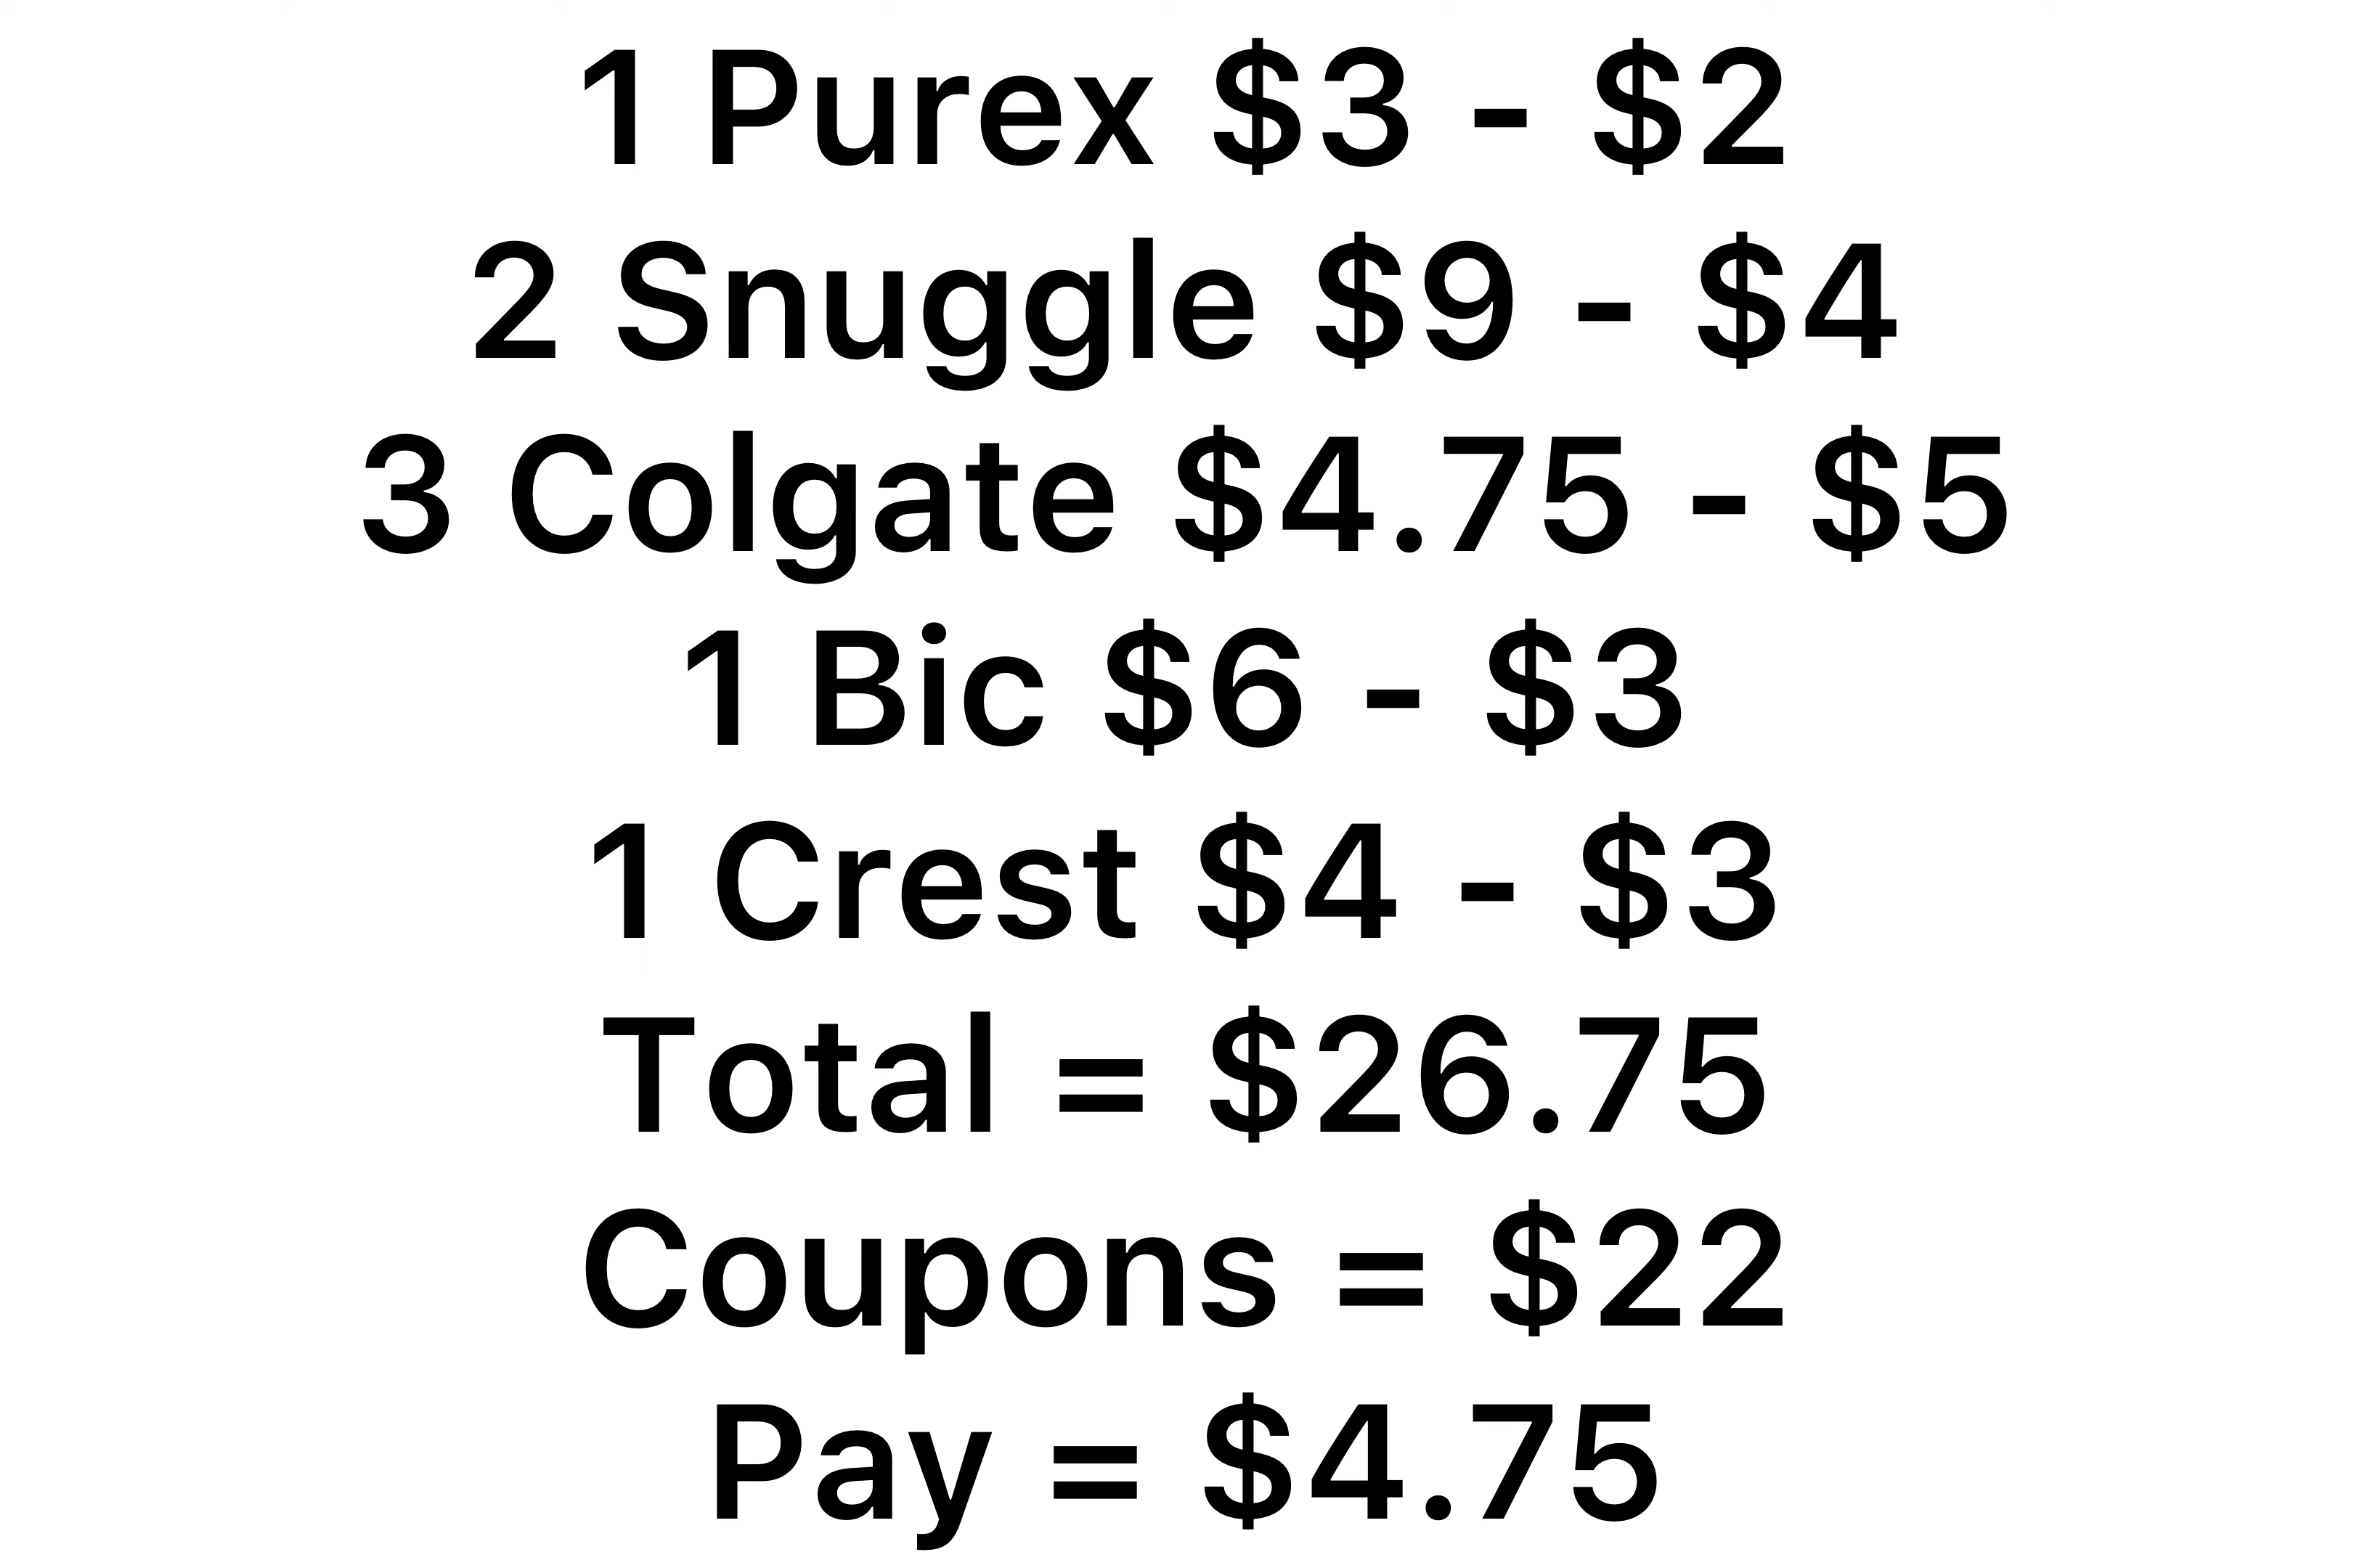 1 Purex $3 - $2
2 Snuggle $9 - $4
3 Colgate $4.75 - $5
1 Bic $6 - $3
1 Crest $4 - $3
Total = $26.75
Coupons = $22
Pay = $4.75